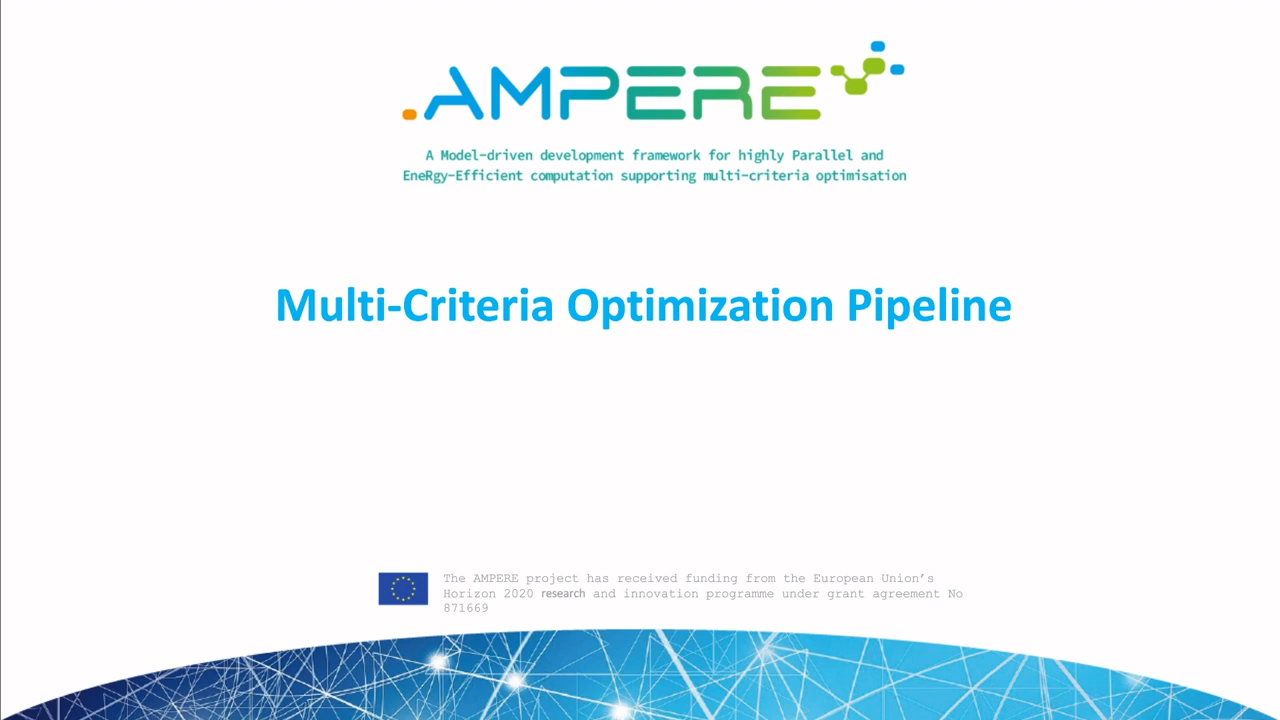 .AMPERE
A Model-driven development framework for highly Parallel and
EneRgy-Efficient computation supporting multi-criteria optimisation
Multi-Criteria Optimization Pipeline
The AMPERE project has received funding from the European Union’s
Horizon 2020 research and innovation programme under grant agreement No
871669